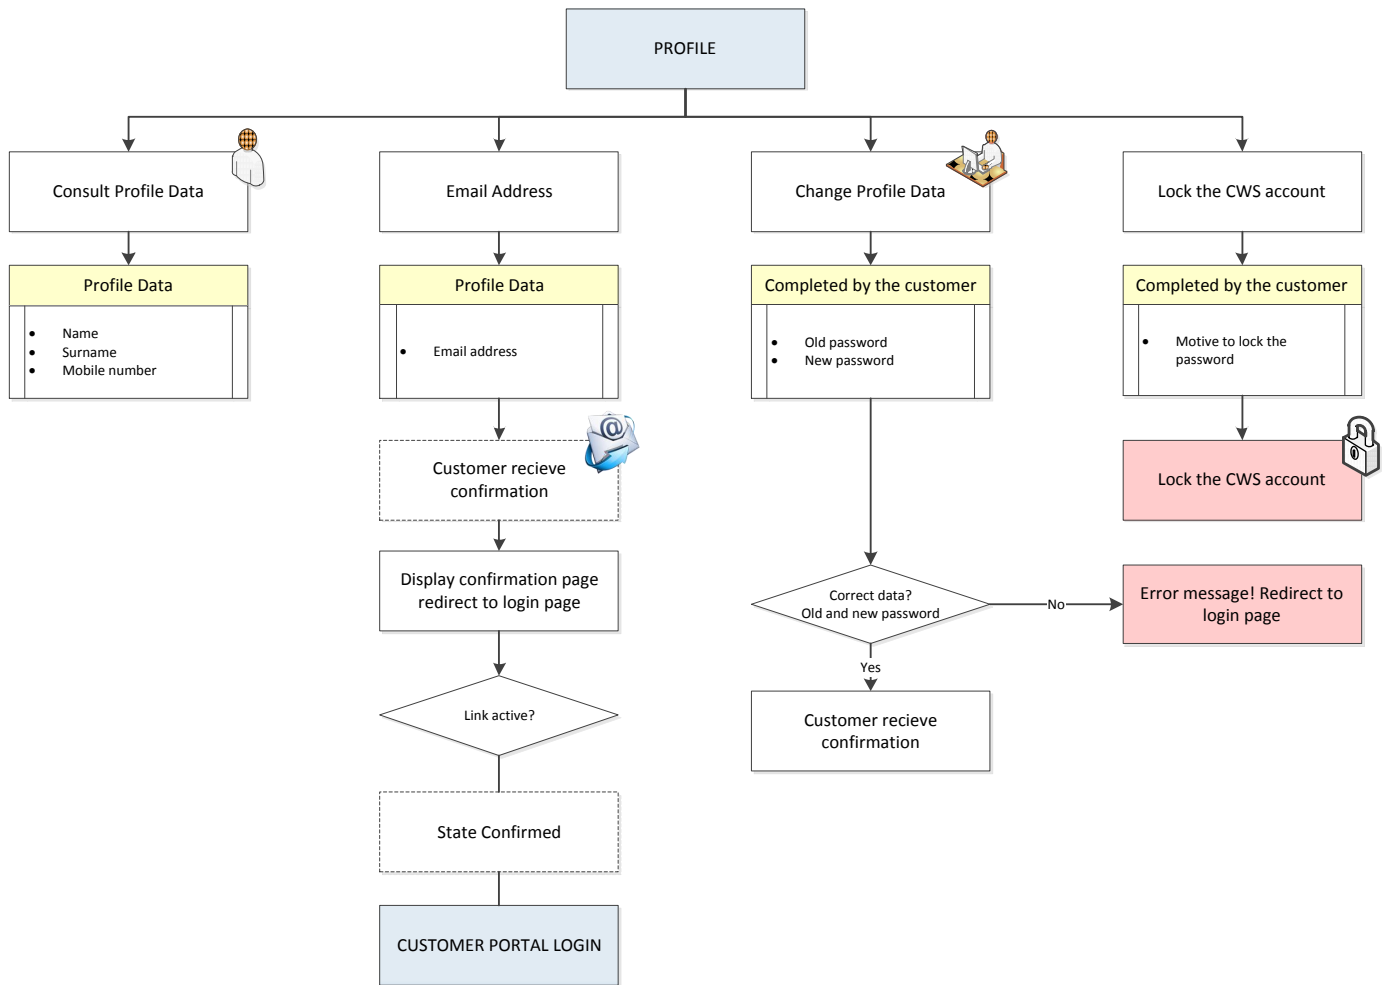 PROFILE
Consult Profile Data
Email Address
Change Profile Data
Lock the CWS account
Profile Data
• Name
• Surname
• Mobile number
Profile Data
• Email address
Completed by the customer
• Old password
• New password
Completed by the customer
• Motive to lock the
password
Customer recieve
confirmation
@
Lock the CWS account
Display confirmation page
redirect to login page
Correct data?
Old and new password
No
Error message! Redirect to
login page
Yes
Link active?
Customer recieve
confirmation
State Confirmed
CUSTOMER PORTAL LOGIN